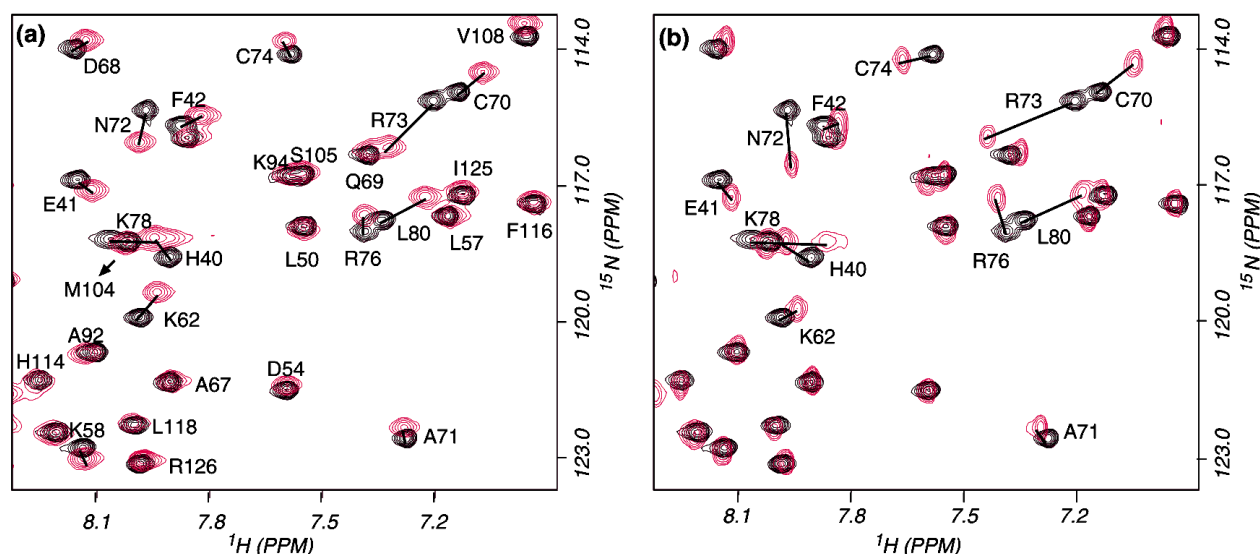 (a)
V108
114.0
D68
C74
C70
F42
R73
N72
K94
S105
I125
117.0
Q69
E41
K78
L80
L57
F116
H40
L50
R76
M104
K62
120.0
A92
H114
A67
D54
K58
L118
A71
R126
123.0
8.1 7.8 7.5 7.2
1H (PPM)
15N (PPM)
(b)
114.0
C74
R73
C70
F42
N72
117.0
E41
K78
L80
R76
H40
K62
120.0
A71
123.0
8.1 7.8 7.5 7.2
1H (PPM)
15N (PPM)